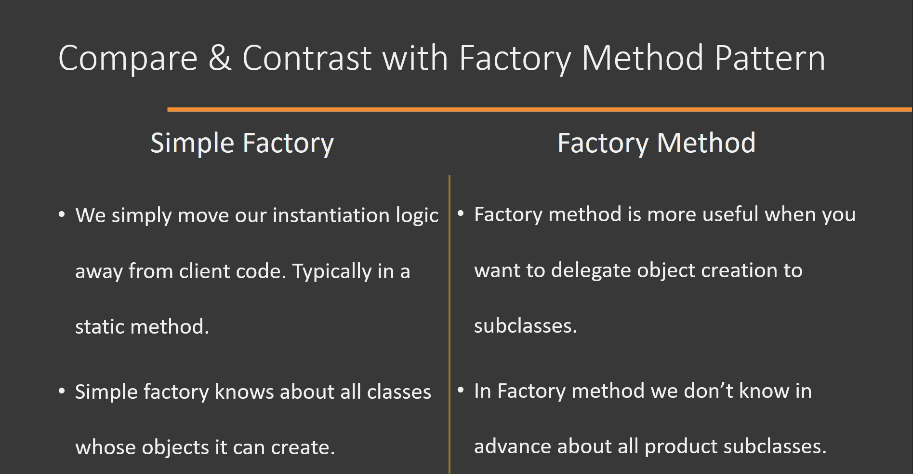 Compare & Contrast with Factory Method Pattern
Simple Factory
• We simply move our instantiation logic
away from client code. Typically in a
static method.
• Simple factory knows about all classes
whose objects it can create.
Factory Method
• Factory method is more useful when you
want to delegate object creation to
subclasses.
• In Factory method we don’t know in
advance about all product subclasses.